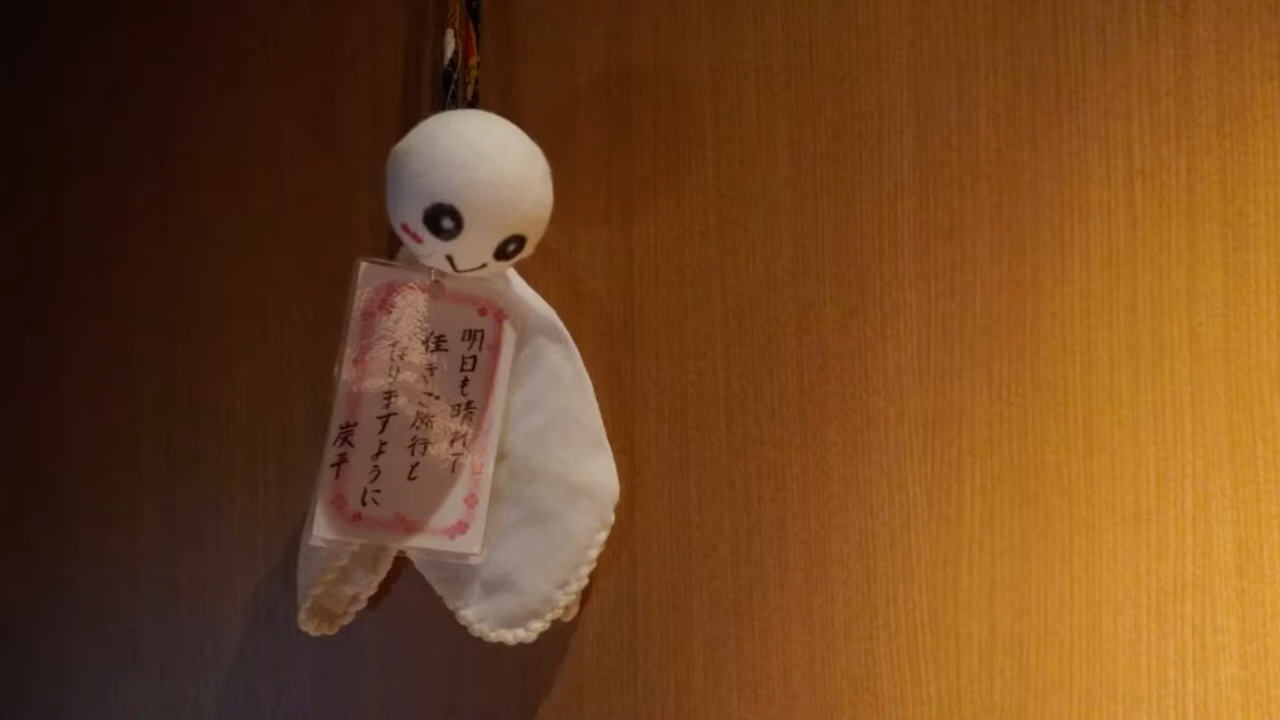 明日も晴れて
佳きご旅行と
なりますように
炭平